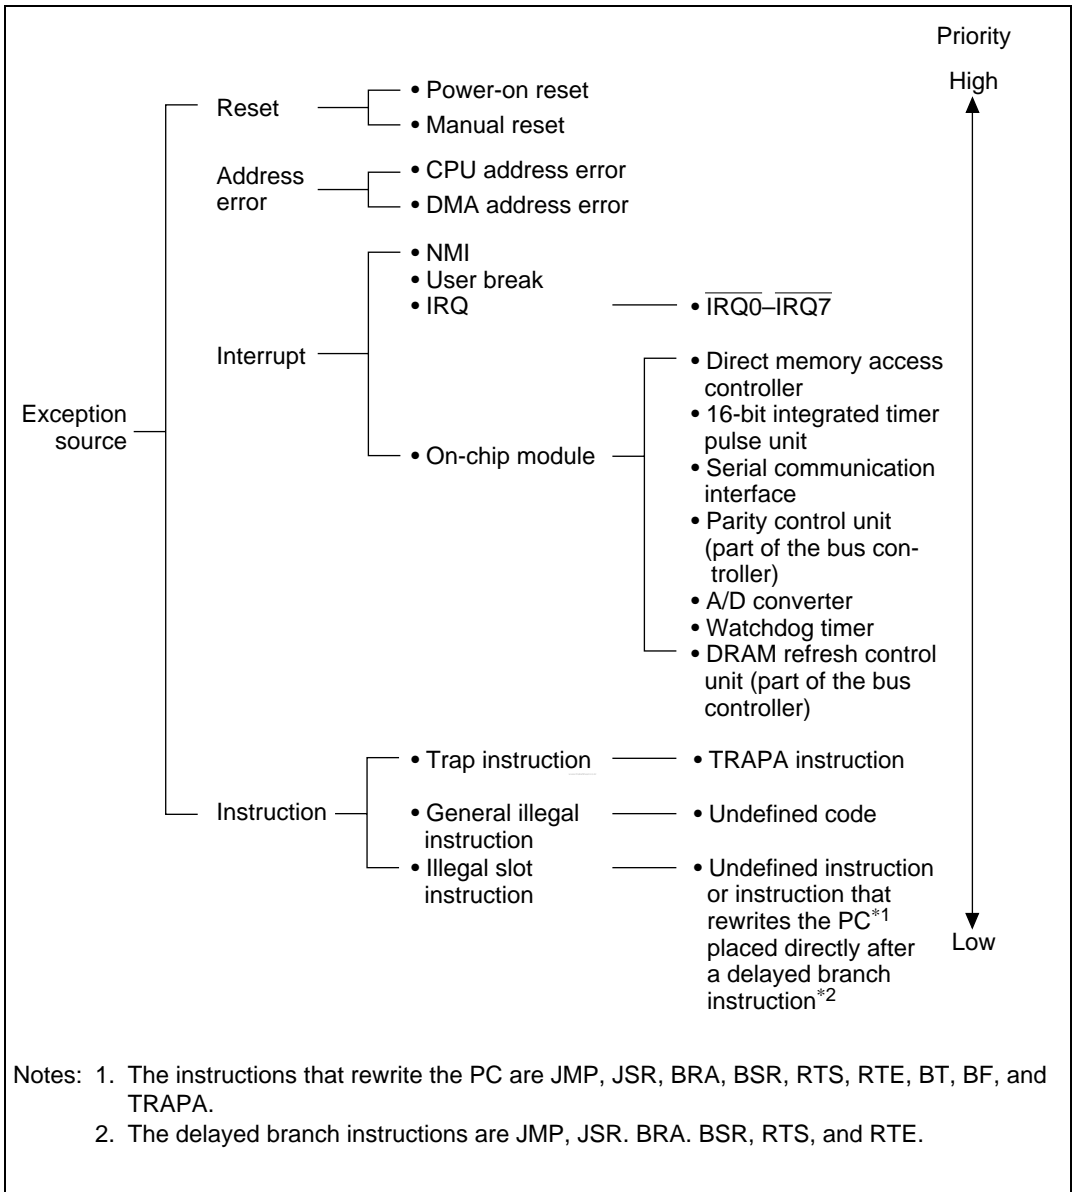 Priority
High
Reset
• Power-on reset
• Manual reset
Address
error
• CPU address error
• DMA address error
• NMI
• User break
• IRQ
• IRQ0–IRQ7
Interrupt
• Direct memory access
controller
• 16-bit integrated timer
pulse unit
Exception
source
• On-chip module
• Serial communication
interface
• Parity control unit
(part of the bus con-
troller)
• A/D converter
• Watchdog timer
• DRAM refresh control
unit (part of the bus
controller)
• Trap instruction
• TRAPA instruction
Instruction
• General illegal
instruction
• Undefined code
• Illegal slot
instruction
• Undefined instruction
or instruction that
rewrites the PC*1
placed directly after
a delayed branch
instruction*2
Low
Notes: 1. The instructions that rewrite the PC are JMP, JSR, BRA, BSR, RTS, RTE, BT, BF, and
TRAPA.
2. The delayed branch instructions are JMP, JSR. BRA. BSR, RTS, and RTE.